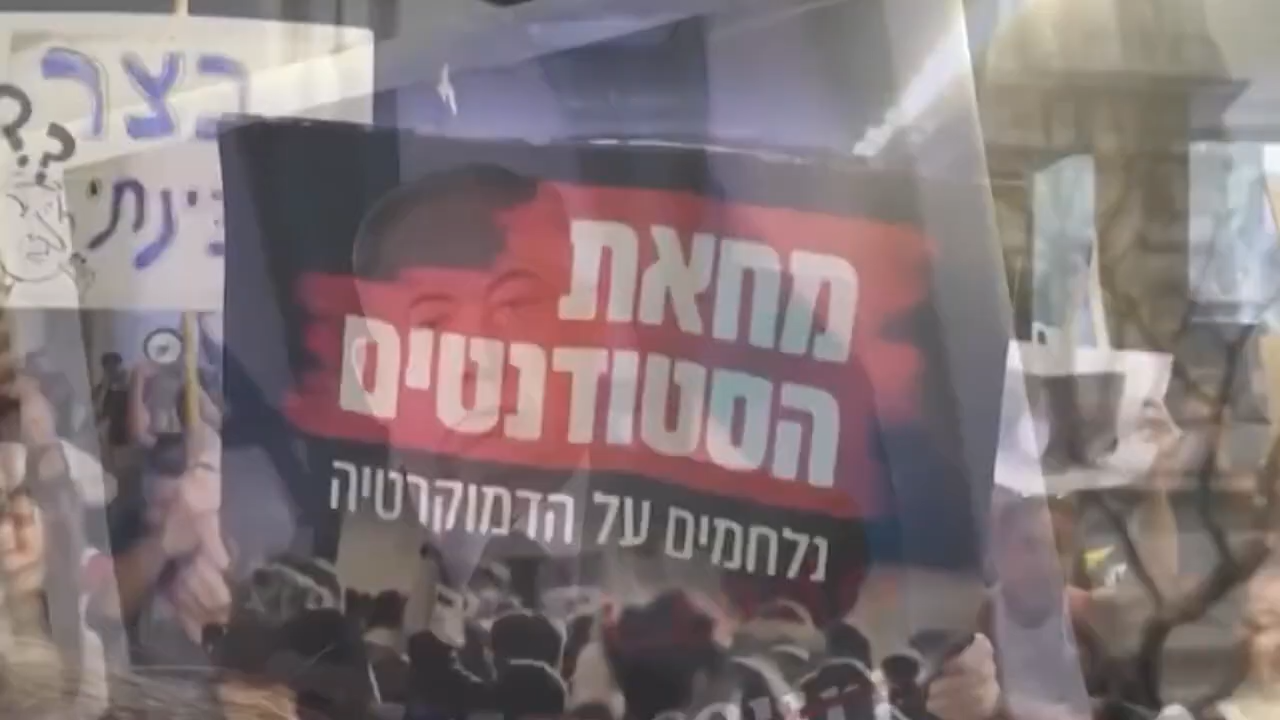 מחאת
הסטודנטים
נלחמים על הדמוקרטיה